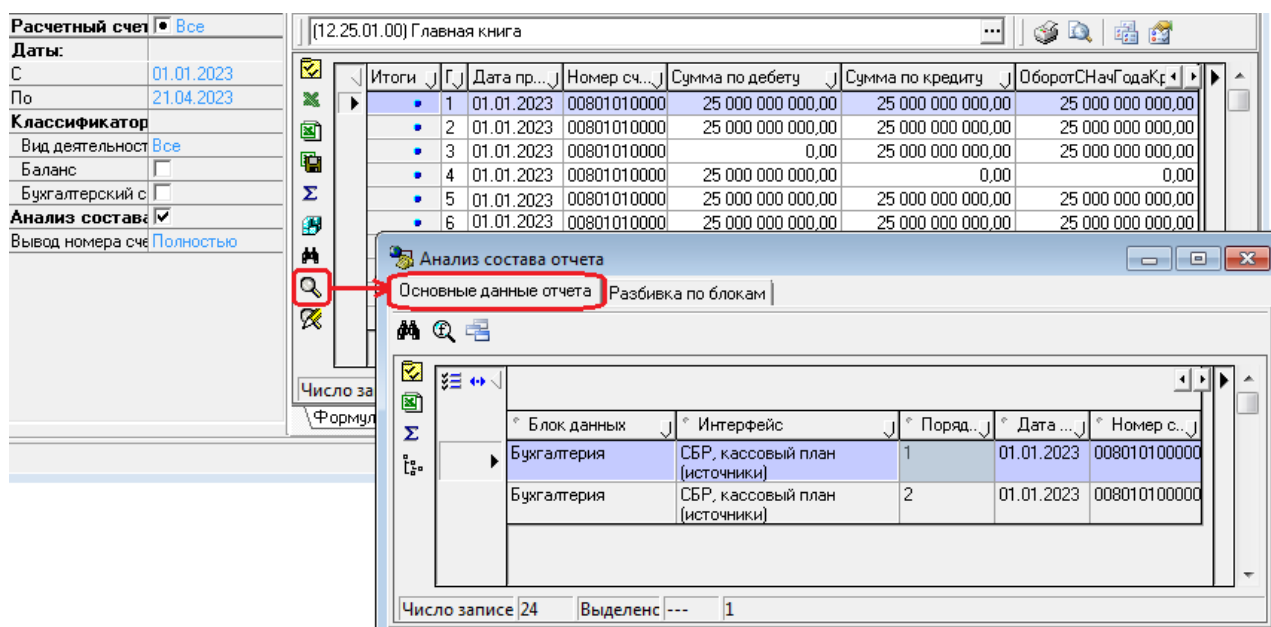 Расчетный счет Все
Даты:
С 01.01.2023
По 21.04.2023
Классификатор
Вид деятельност Все
Баланс
Бухгалтерский с
Анализ состава
Вывод номера сче Полностью
(12.25.01.00) Главная книга ...
Итоги Г Дата пр... Номер сч... Сумма по дебету Сумма по кредиту ОборотСНачГодаКр
1 01.01.2023 00801010000 25 000 000 000,00 25 000 000 000,00 25 000 000 000,00
2 01.01.2023 00801010000 25 000 000 000,00 25 000 000 000,00 25 000 000 000,00
3 01.01.2023 00801010000 0,00 25 000 000 000,00 25 000 000 000,00
4 01.01.2023 00801010000 25 000 000 000,00 0,00 0,00
5 01.01.2023 00801010000 25 000 000 000,00 25 000 000 000,00 25 000 000 000,00
6 01.01.2023 00801010000 25 000 000 000,00 25 000 000 000,00 25 000 000 000,00
Число за
Формул
Анализ состава отчета
Основные данные отчета Разбивка по блокам
Блок данных Интерфейс Поряд... Дата ... Номер с...
Бухгалтерия СБР, кассовый план 1 01.01.2023 008010100000
(источники)
Бухгалтерия СБР, кассовый план 2 01.01.2023 008010100000
(источники)
Число записе 24 Выделенс --- 1